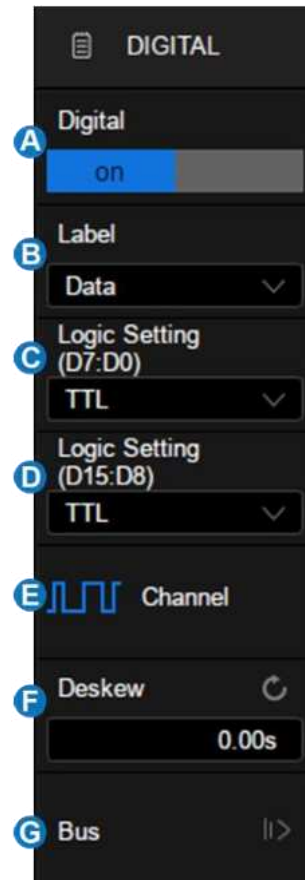 DIGITAL
Digital
A
on
Label
B
Data
Logic Setting
C
(D7:D0)
TTL
Logic Setting
D
(D15:D8)
TTL
E
Channel
Deskew
F
0.00s
G
Bus